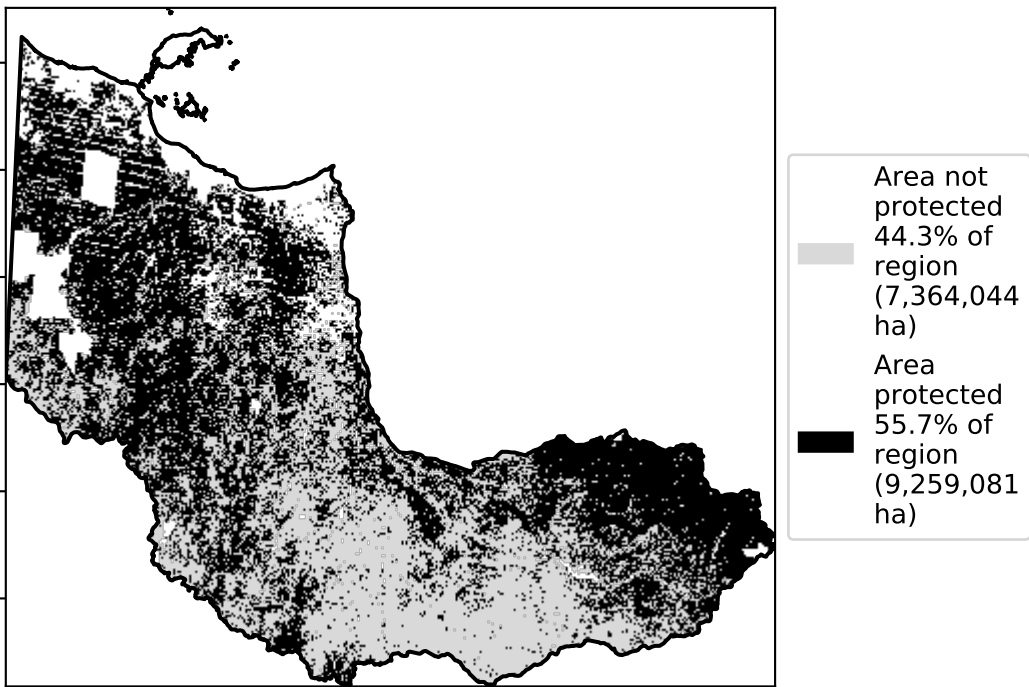 Area not
protected
44.3% of
region
(7,364,044
ha)
Area
protected
55.7% of
region
(9,259,081
ha)